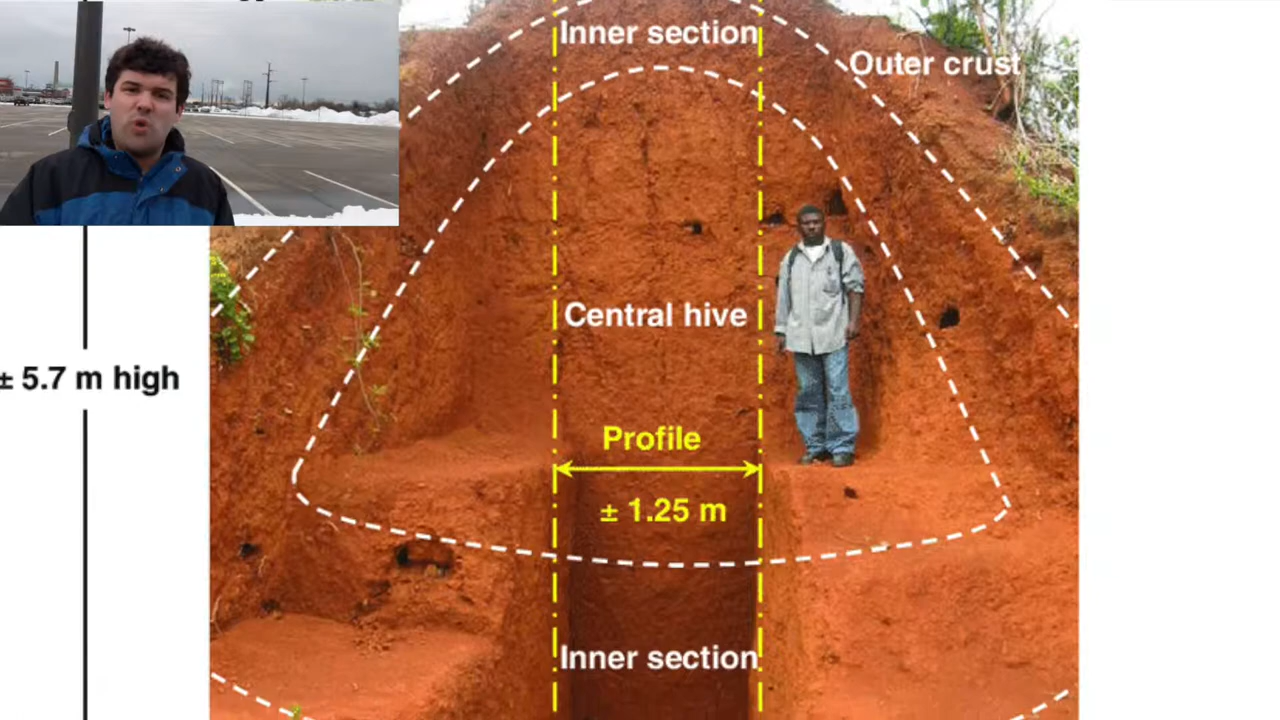 Inner section
Outer crust
Central hive
± 5.7 m high
Profile
± 1.25 m
Inner section